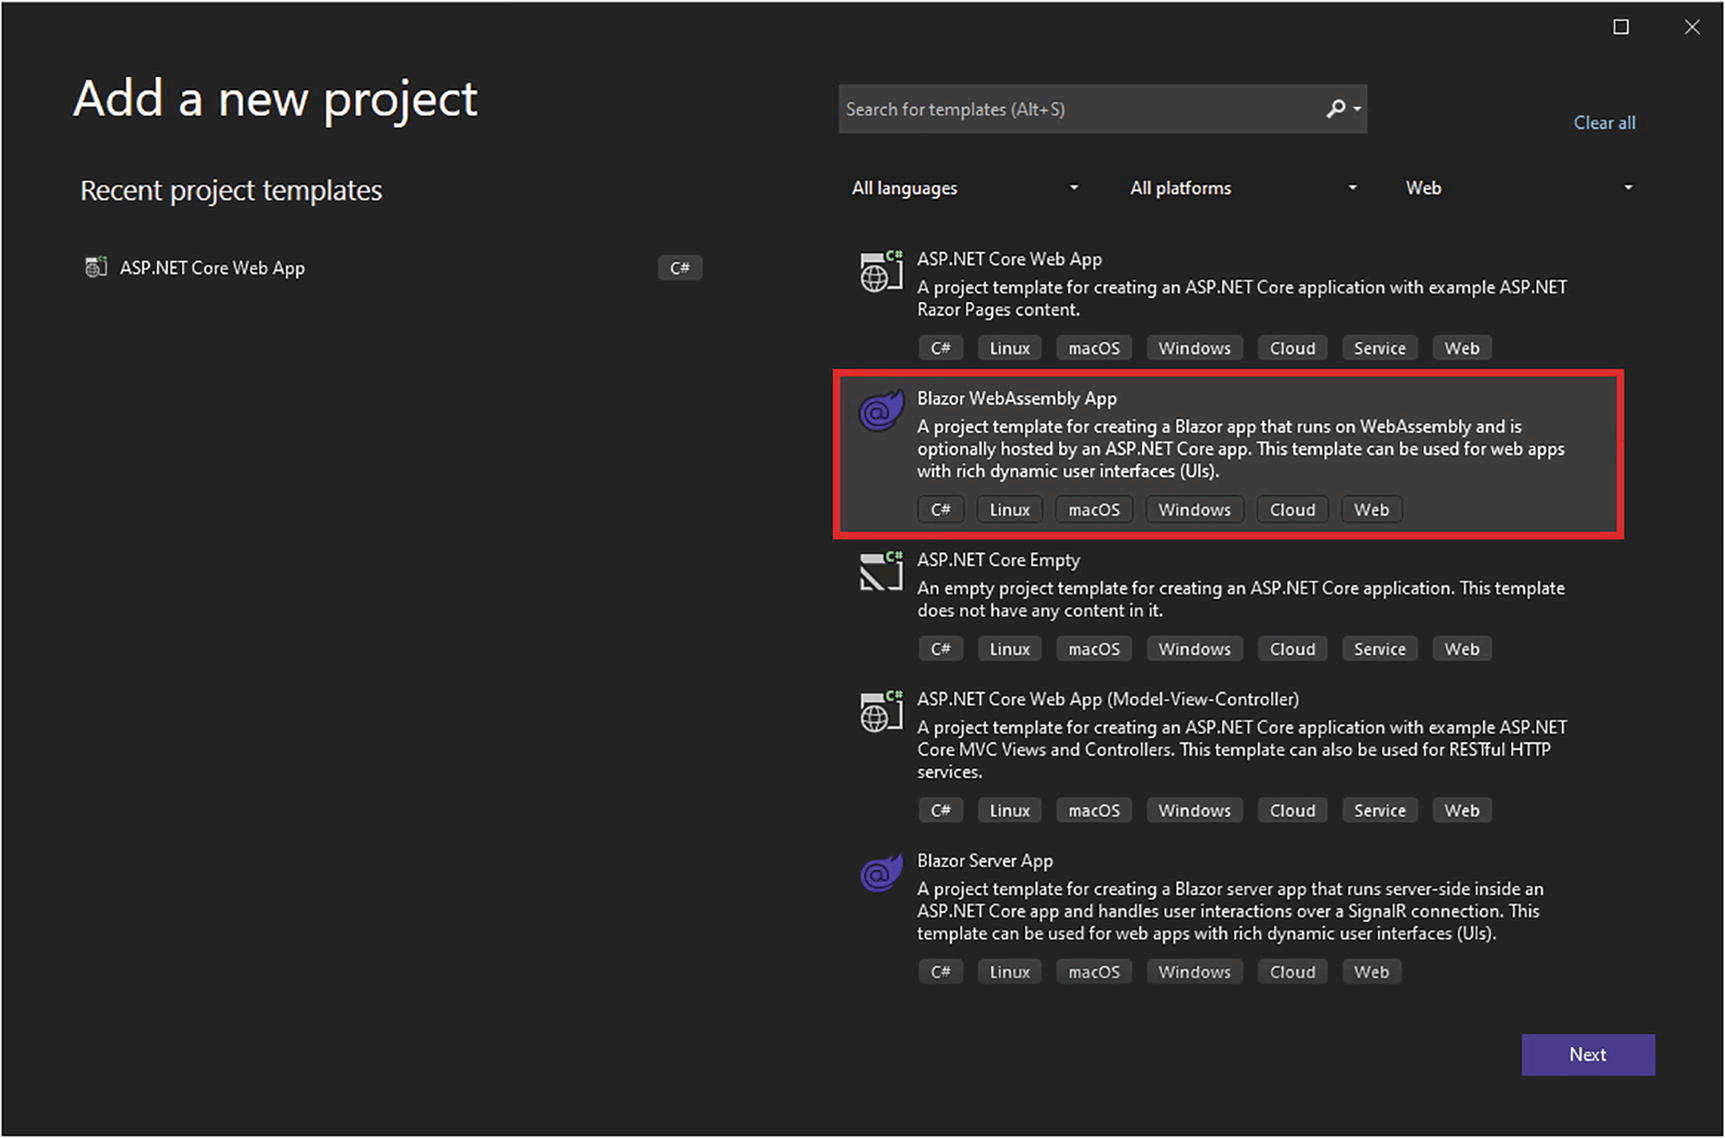 Add a new project
Search for templates (Alt+S)
Clear all
Recent project templates
All languages
All platforms
Web
ASP.NET Core Web App
C#
C#
ASP.NET Core Web App
A project template for creating an ASP.NET Core application with example ASP.NET
Razor Pages content.
C# Linux macOS Windows Cloud Service Web
@
Blazor WebAssembly App
A project template for creating a Blazor app that runs on WebAssembly and is
optionally hosted by an ASP.NET Core app. This template can be used for web apps
with rich dynamic user interfaces (UIs).
C# Linux macOS Windows Cloud Web
C#
ASP.NET Core Empty
An empty project template for creating an ASP.NET Core application. This template
does not have any content in it.
C# Linux macOS Windows Cloud Service Web
C#
ASP.NET Core Web App (Model-View-Controller)
A project template for creating an ASP.NET Core application with example ASP.NET
Core MVC Views and Controllers. This template can also be used for RESTful HTTP
services.
C# Linux macOS Windows Cloud Service Web
@
Blazor Server App
A project template for creating a Blazor server app that runs server-side inside an
ASP.NET Core app and handles user interactions over a SignalR connection. This
template can be used for web apps with rich dynamic user interfaces (UIs).
C# Linux macOS Windows Cloud Web
Next